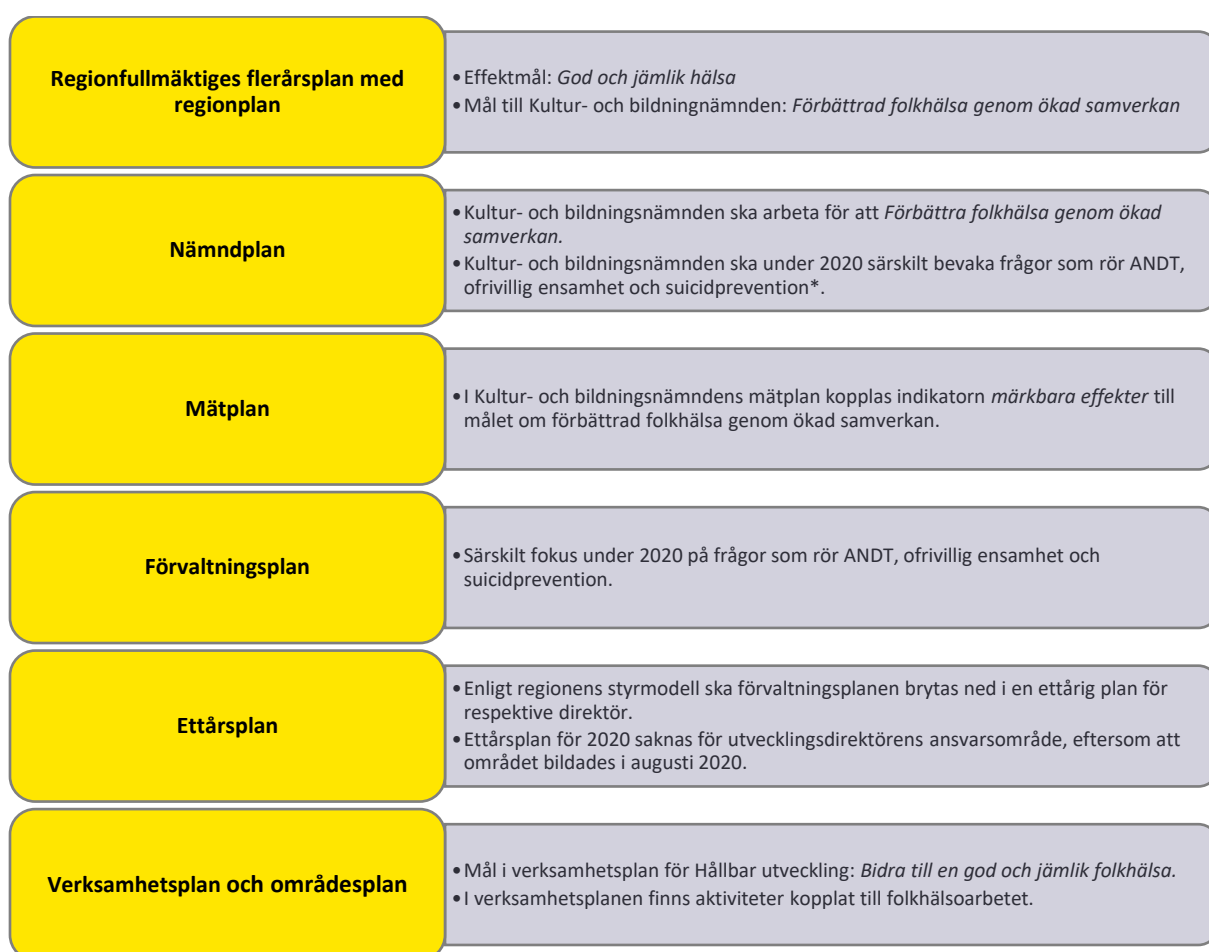 Regionfullmäktiges flerårsplan med
regionplan
•Effektmål: God och jämlik hälsa
•Mål till Kultur- och bildningnämnden: Förbättrad folkhälsa genom ökad samverkan
Nämndplan
•Kultur- och bildningsnämnden ska arbeta för att Förbättra folkhälsa genom ökad
samverkan.
•Kultur- och bildningsnämnden ska under 2020 särskilt bevaka frågor som rör ANDT,
ofrivillig ensamhet och suicidprevention*.
Mätplan
•I Kultur- och bildningsnämndens mätplan kopplas indikatorn märkbara effekter till
målet om förbättrad folkhälsa genom ökad samverkan.
Förvaltningsplan
•Särskilt fokus under 2020 på frågor som rör ANDT, ofrivillig ensamhet och
suicidprevention.
Ettårsplan
•Enligt regionens styrmodell ska förvaltningsplanen brytas ned i en ettårig plan för
respektive direktör.
•Ettårsplan för 2020 saknas för utvecklingsdirektörens ansvarsområde, eftersom att
området bildades i augusti 2020.
Verksamhetsplan och områdesplan
•Mål i verksamhetsplan för Hållbar utveckling: Bidra till en god och jämlik folkhälsa.
•I verksamhetsplanen finns aktiviteter kopplat till folkhälsoarbetet.